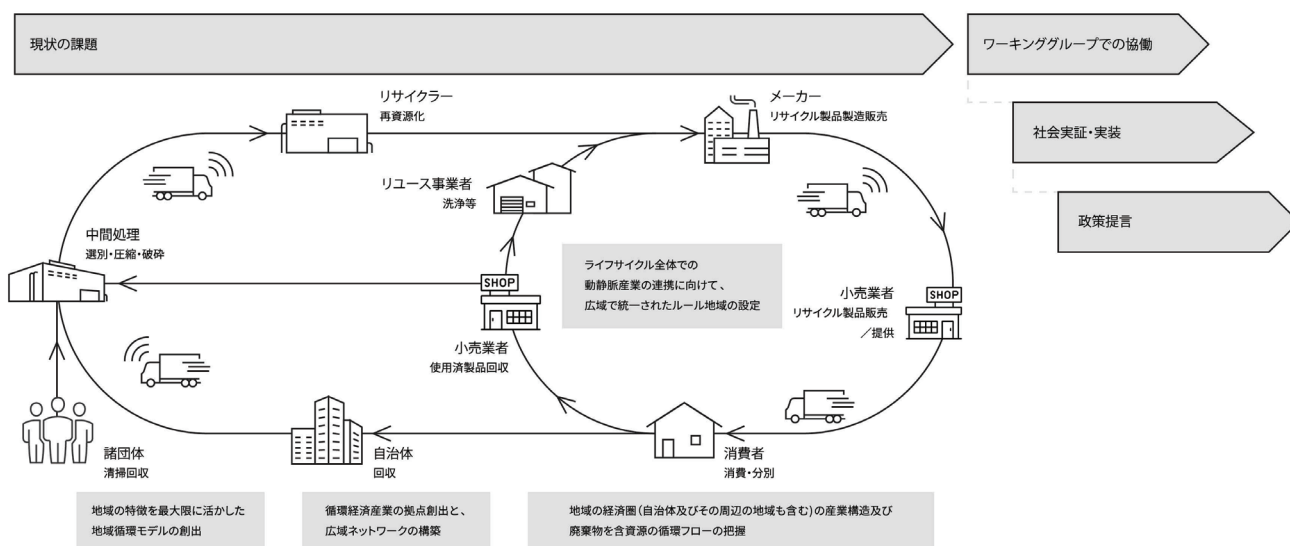 現状の課題
ワーキンググループでの協働
社会実証・実装
政策提言
リサイクラー
再資源化
メーカー
リサイクル製品製造販売
リユース事業者
洗浄等
中間処理
選別・圧縮・破砕
SHOP
ライフサイクル全体での
動静脈産業の連携に向けて、
広域で統一されたルール地域の設定
小売業者
リサイクル製品販売
／提供
SHOP
小売業者
使用済製品回収
諸団体
清掃回収
自治体
回収
消費者
消費・分別
地域の特徴を最大限に活かした
地域循環モデルの創出
循環経済産業の拠点創出と、
広域ネットワークの構築
地域の経済圏(自治体及びその周辺の地域も含む)の産業構造及び
廃棄物を含資源の循環フローの把握